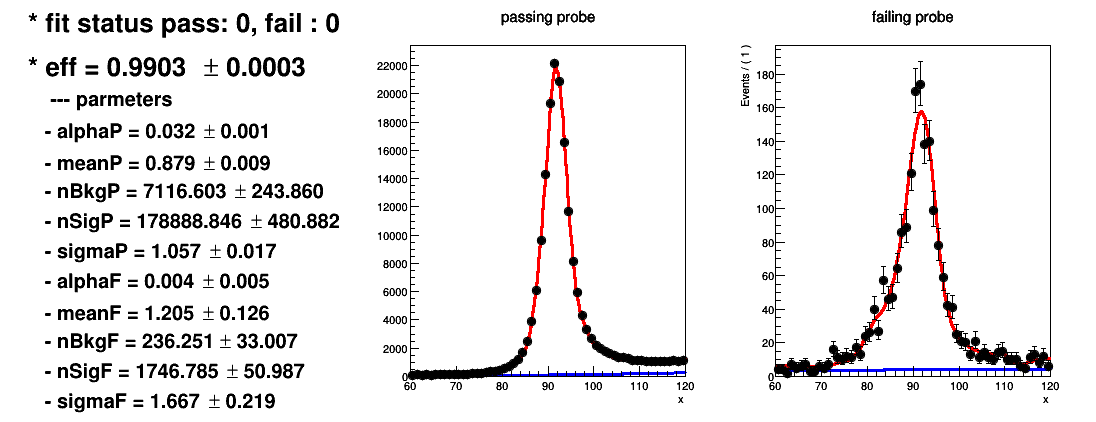 * fit status pass: 0, fail : 0
* eff = 0.9903 ± 0.0003
--- parmeters
- alphaP = 0.032 ± 0.001
- meanP = 0.879 ± 0.009
- nBkgP = 7116.603 ± 243.860
- nSigP = 178888.846 ± 480.882
- sigmaP = 1.057 ± 0.017
- alphaF = 0.004 ± 0.005
- meanF = 1.205 ± 0.126
- nBkgF = 236.251 ± 33.007
- nSigF = 1746.785 ± 50.987
- sigmaF = 1.667 ± 0.219
passing probe
22000
20000
18000
16000
14000
12000
10000
8000
6000
4000
2000
0
60 70 80 90 100 110 120
x
failing probe
Events / ( 1 )
180
160
140
120
100
80
60
40
20
0
60 70 80 90 100 110 120
x